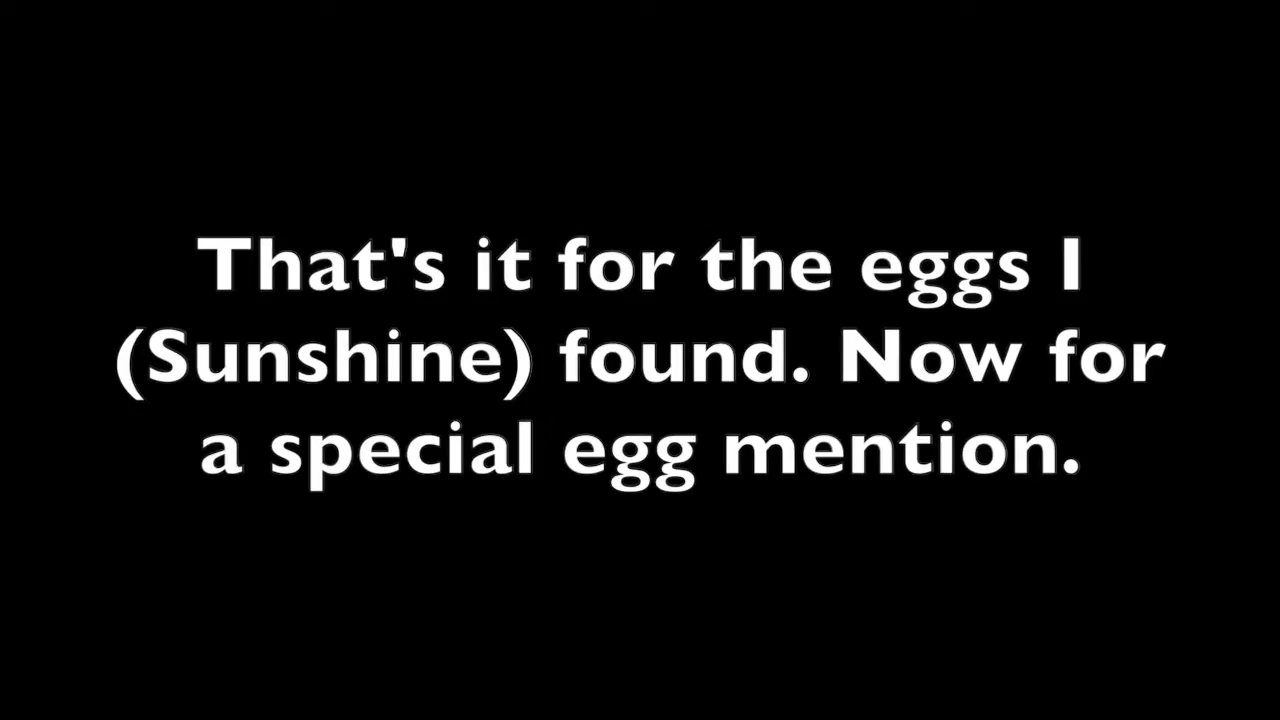 That's it for the eggs I
(Sunshine) found. Now for
a special egg mention.